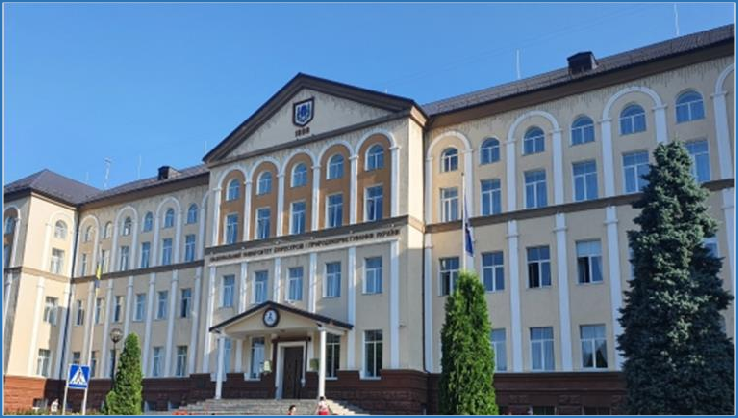 1898
НАЦІОНАЛЬНИЙ УНІВЕРСИТЕТ БІОРЕСУРСІВ І ПРИРОДОКОРИСТУВАННЯ УКРАЇНИ